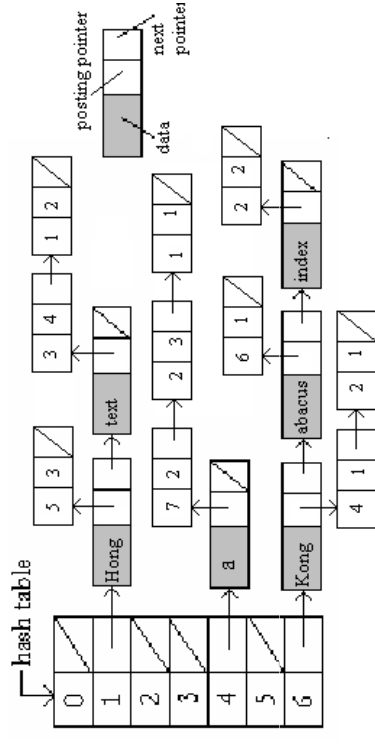 hash table
0
1
2
3
4
5
6
5 3
3 4
1 2
Hong
text
7 2
2 3
1 1
a
6 1
2 2
Kong
abacus
index
4 1
2 1
posting pointer
next
pointer
data